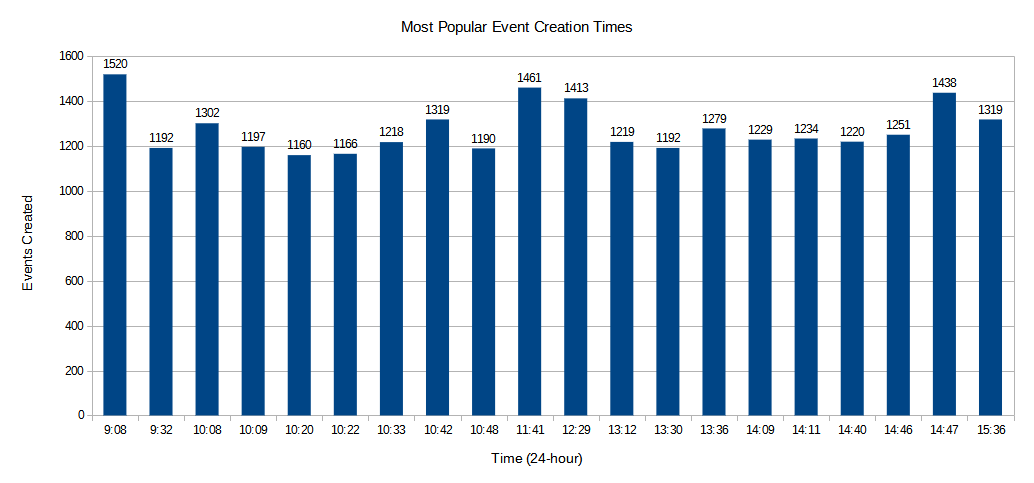 Most Popular Event Creation Times
Events Created
1600
1400
1200
1000
800
600
400
200
0
1520 1192 1302 1197 1160 1166 1218 1319 1190 1461 1413 1219 1192 1279 1229 1234 1220 1251 1438 1319
9:08 9:32 10:08 10:09 10:20 10:22 10:33 10:42 10:48 11:41 12:29 13:12 13:30 13:36 14:09 14:11 14:40 14:46 14:47 15:36
Time (24-hour)